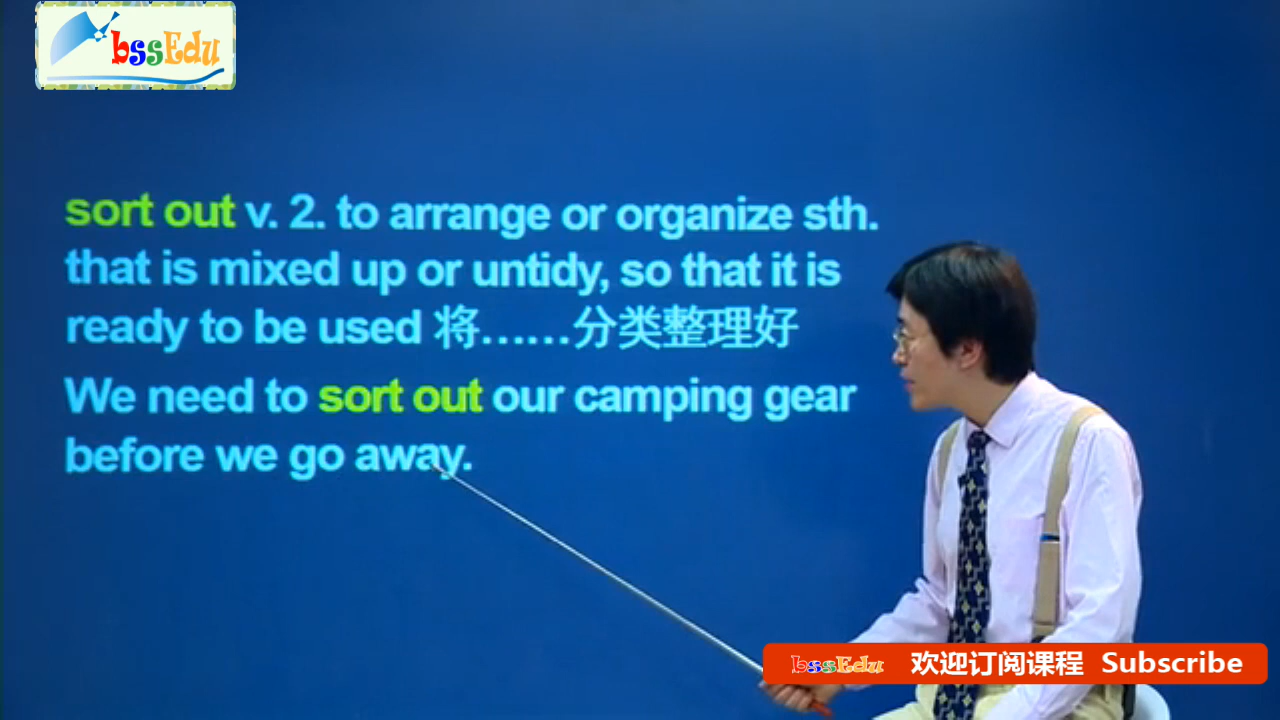 bssEdu
sort out v. 2. to arrange or organize sth.
that is mixed up or untidy, so that it is
ready to be used 将……分类整理好
We need to sort out our camping gear
before we go away.
bssEdu 欢迎订阅课程 Subscribe